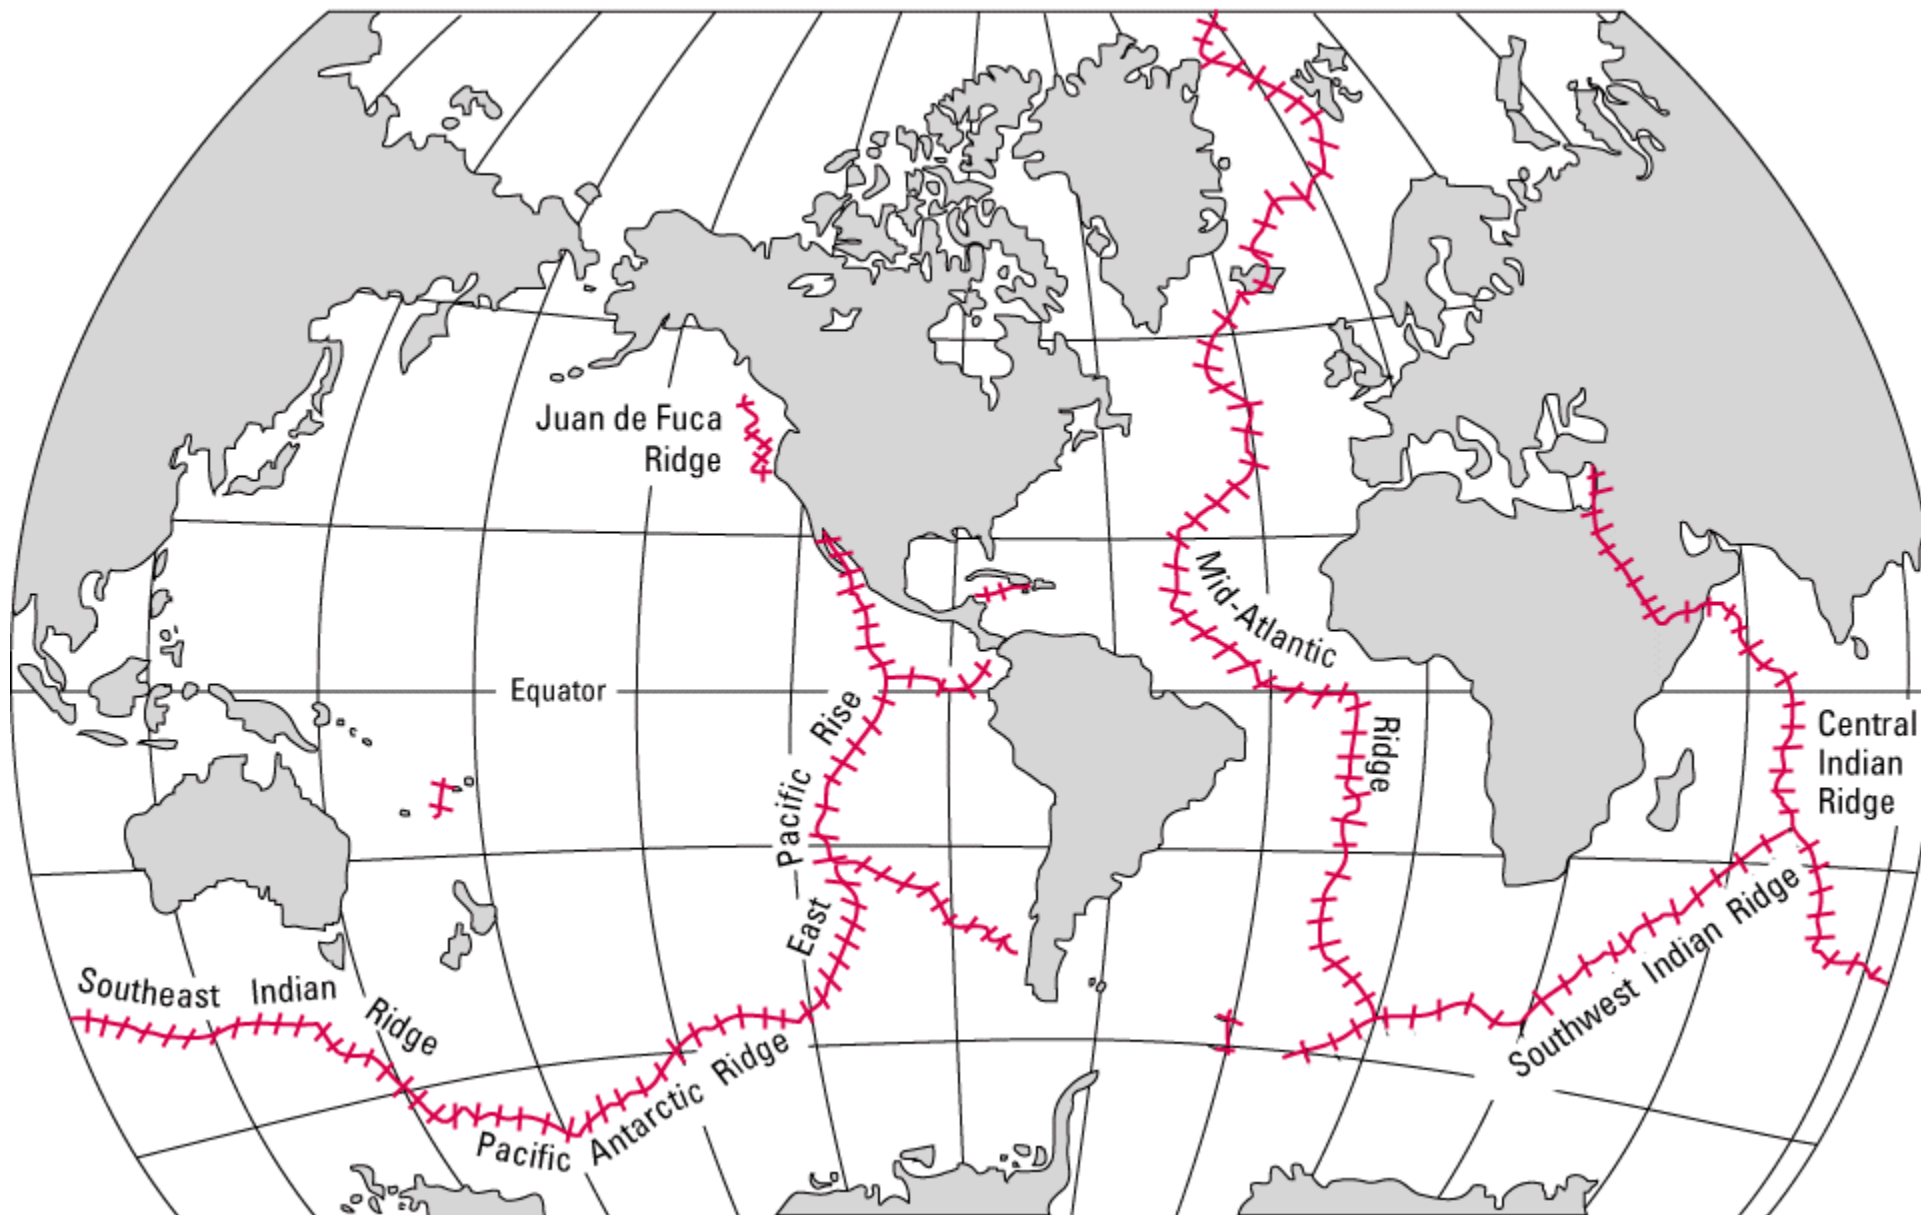 Juan de Fuca
Ridge
Mid-Atlantic
Ridge
Equator
East Pacific Rise
Central
Indian
Ridge
Southwest Indian Ridge
Southeast Indian Ridge
Pacific Antarctic Ridge